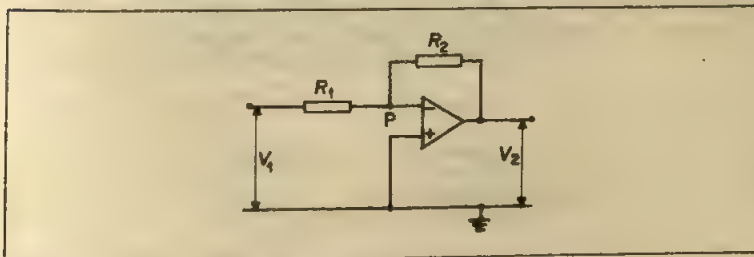 R₂
R₁
P
−
+
V₁
V₂